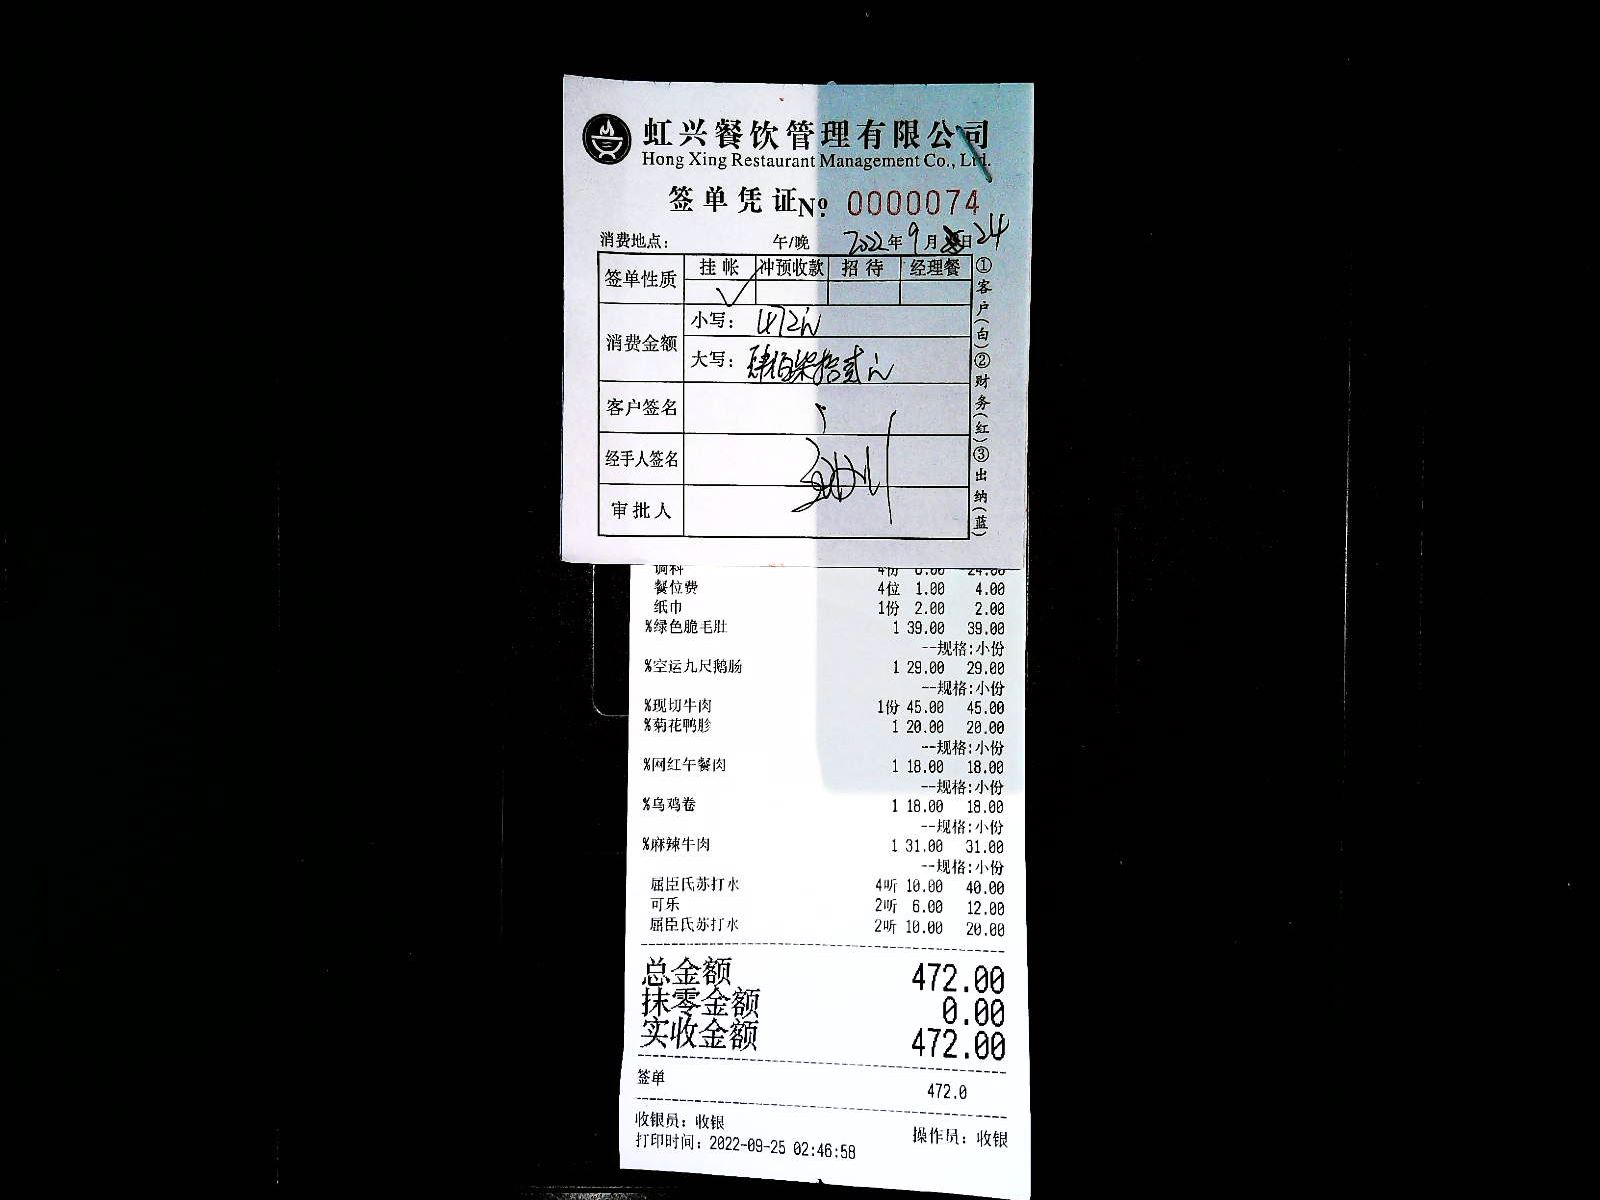 虹兴餐饮管理有限公司
Hong Xing Restaurant Management Co., Ltd.
签单凭证 № 0000074
消费地点： 午/晚 2022年9月 日 24
签单性质 挂帐 冲预收款 招待 经理餐
✓
消费金额 小写：472元
大写：肆佰柒拾贰元
客户签名
经手人签名
审批人
①客户(白)②财务(红)③出纳(蓝)
调料 4份 6.00 24.00
餐位费 4位 1.00 4.00
纸巾 1份 2.00 2.00
%绿色脆毛肚 1 39.00 39.00
--规格:小份
%空运九尺鹅肠 1 29.00 29.00
--规格:小份
%现切牛肉 1份 45.00 45.00
%菊花鸭胗 1 20.00 20.00
--规格:小份
%网红午餐肉 1 18.00 18.00
--规格:小份
%乌鸡卷 1 18.00 18.00
--规格:小份
%麻辣牛肉 1 31.00 31.00
--规格:小份
屈臣氏苏打水 4听 10.00 40.00
可乐 2听 6.00 12.00
屈臣氏苏打水 2听 10.00 20.00
总金额 472.00
抹零金额 0.00
实收金额 472.00
签单 472.0
收银员：收银 操作员：收银
打印时间：2022-09-25 02:46:58